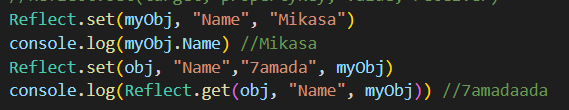 Reflect.set(myObj, "Name", "Mikasa")
console.log(myObj.Name) //Mikasa
Reflect.set(obj, "Name","7amada", myObj)
console.log(Reflect.get(obj, "Name", myObj)) //7amadaada